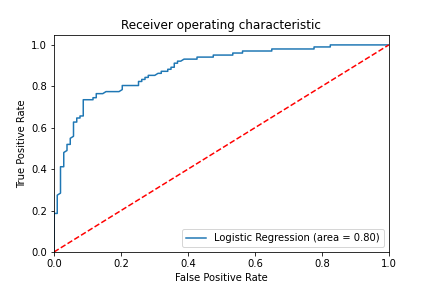 Receiver operating characteristic
True Positive Rate
1.0
0.8
0.6
0.4
0.2
0.0
Logistic Regression (area = 0.80)
0.0 0.2 0.4 0.6 0.8 1.0
False Positive Rate